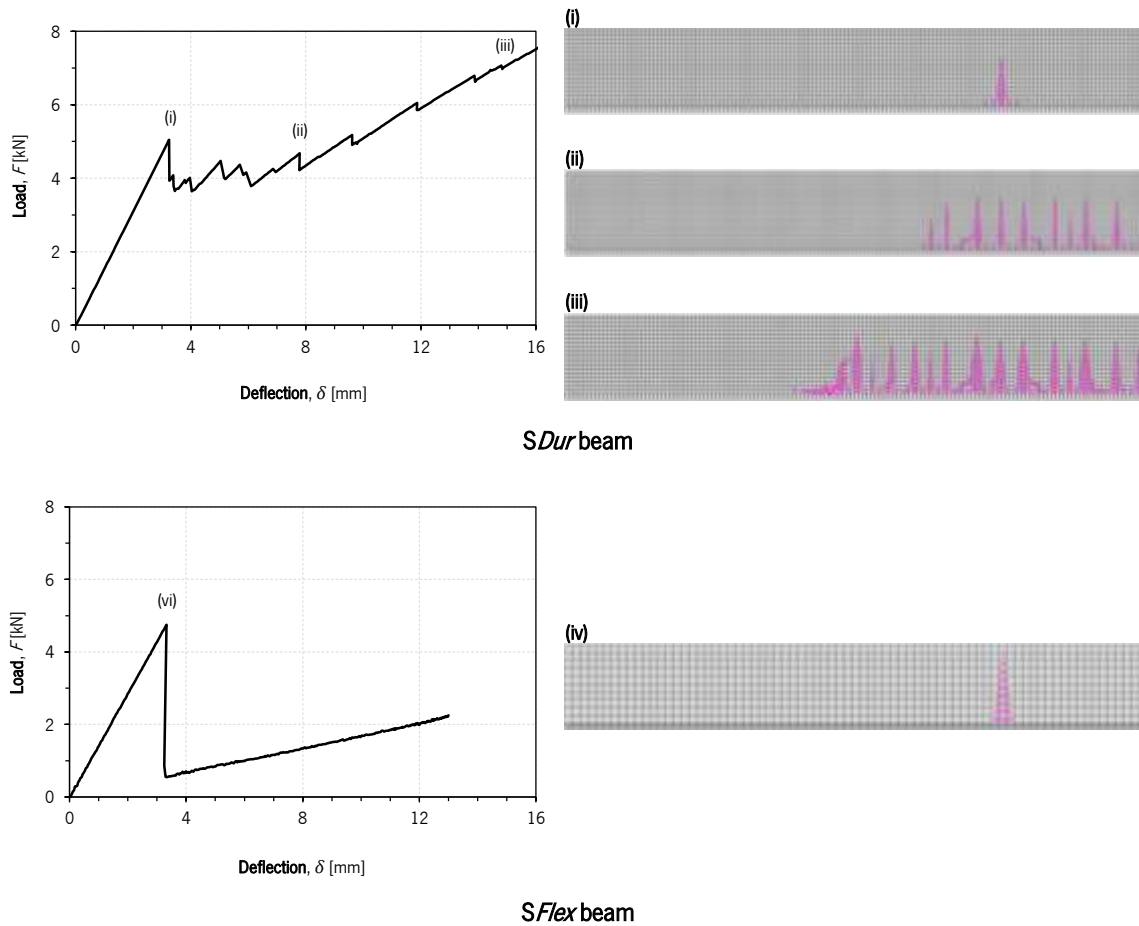 8
6
4
2
0
Load, F [kN]
(i)
(ii)
(iii)
0 4 8 12 16
Deflection, δ [mm]
(i)
(ii)
(iii)
SDur beam
8
6
4
2
0
Load, F [kN]
(vi)
0 4 8 12 16
Deflection, δ [mm]
(iv)
SFlex beam